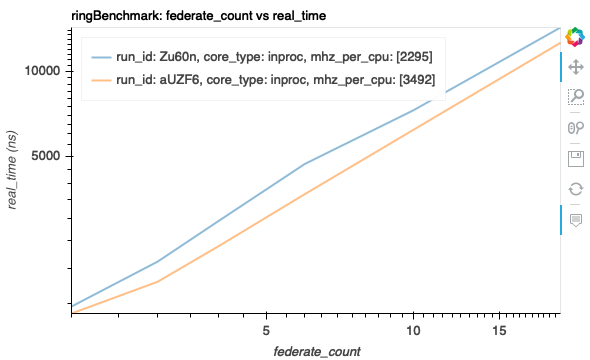 ringBenchmark: federate_count vs real_time
run_id: Zu60n, core_type: inproc, mhz_per_cpu: [2295]
run_id: aUZF6, core_type: inproc, mhz_per_cpu: [3492]
10000
5000
real_time (ns)
5 10 15
federate_count